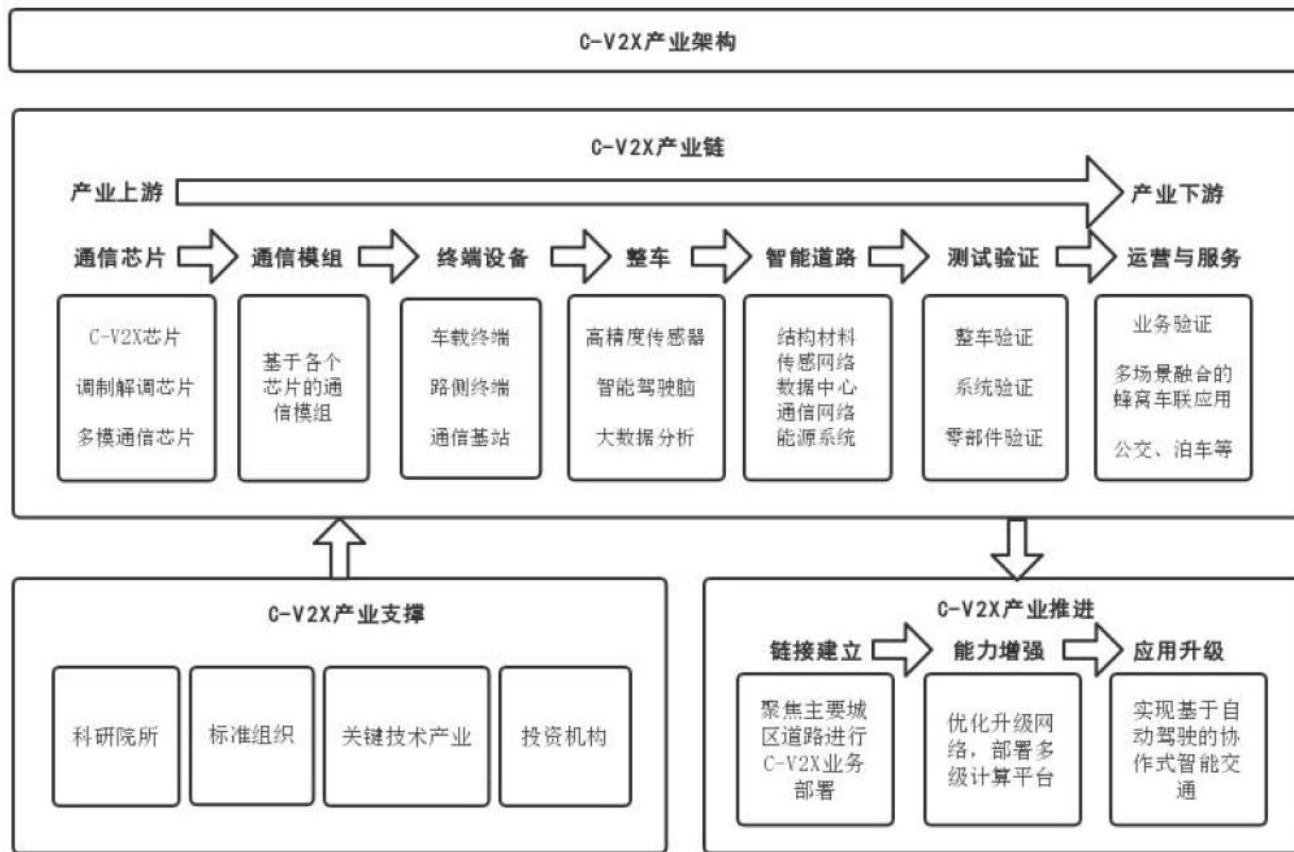 C-V2X产业架构
C-V2X产业链
产业上游
产业下游
通信芯片
通信模组
终端设备
整车
智能道路
测试验证
运营与服务
C-V2X芯片
调制解调芯片
多模通信芯片
基于各个
芯片的通
信模组
车载终端
路侧终端
通信基站
高精度传感器
智能驾驶脑
大数据分析
结构材料
传感网络
数据中心
通信网络
能源系统
整车验证
系统验证
零部件验证
业务验证
多场景融合的
蜂窝车联应用
公交、泊车等
C-V2X产业支撑
科研院所
标准组织
关键技术产业
投资机构
C-V2X产业推进
链接建立
能力增强
应用升级
聚焦主要城
区道路进行
C-V2X业务
部署
优化升级网
络，部署多
级计算平台
实现基于自
动驾驶的协
作式智能交
通